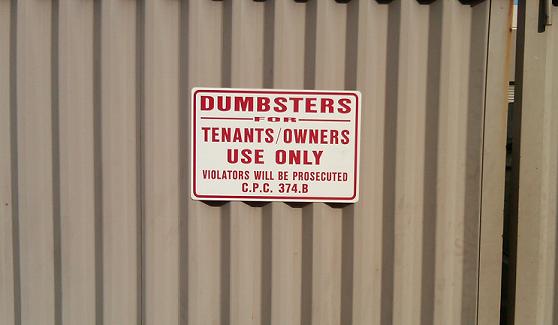 DUMBSTERS
FOR
TENANTS/OWNERS
USE ONLY
VIOLATORS WILL BE PROSECUTED
C.P.C. 374.B